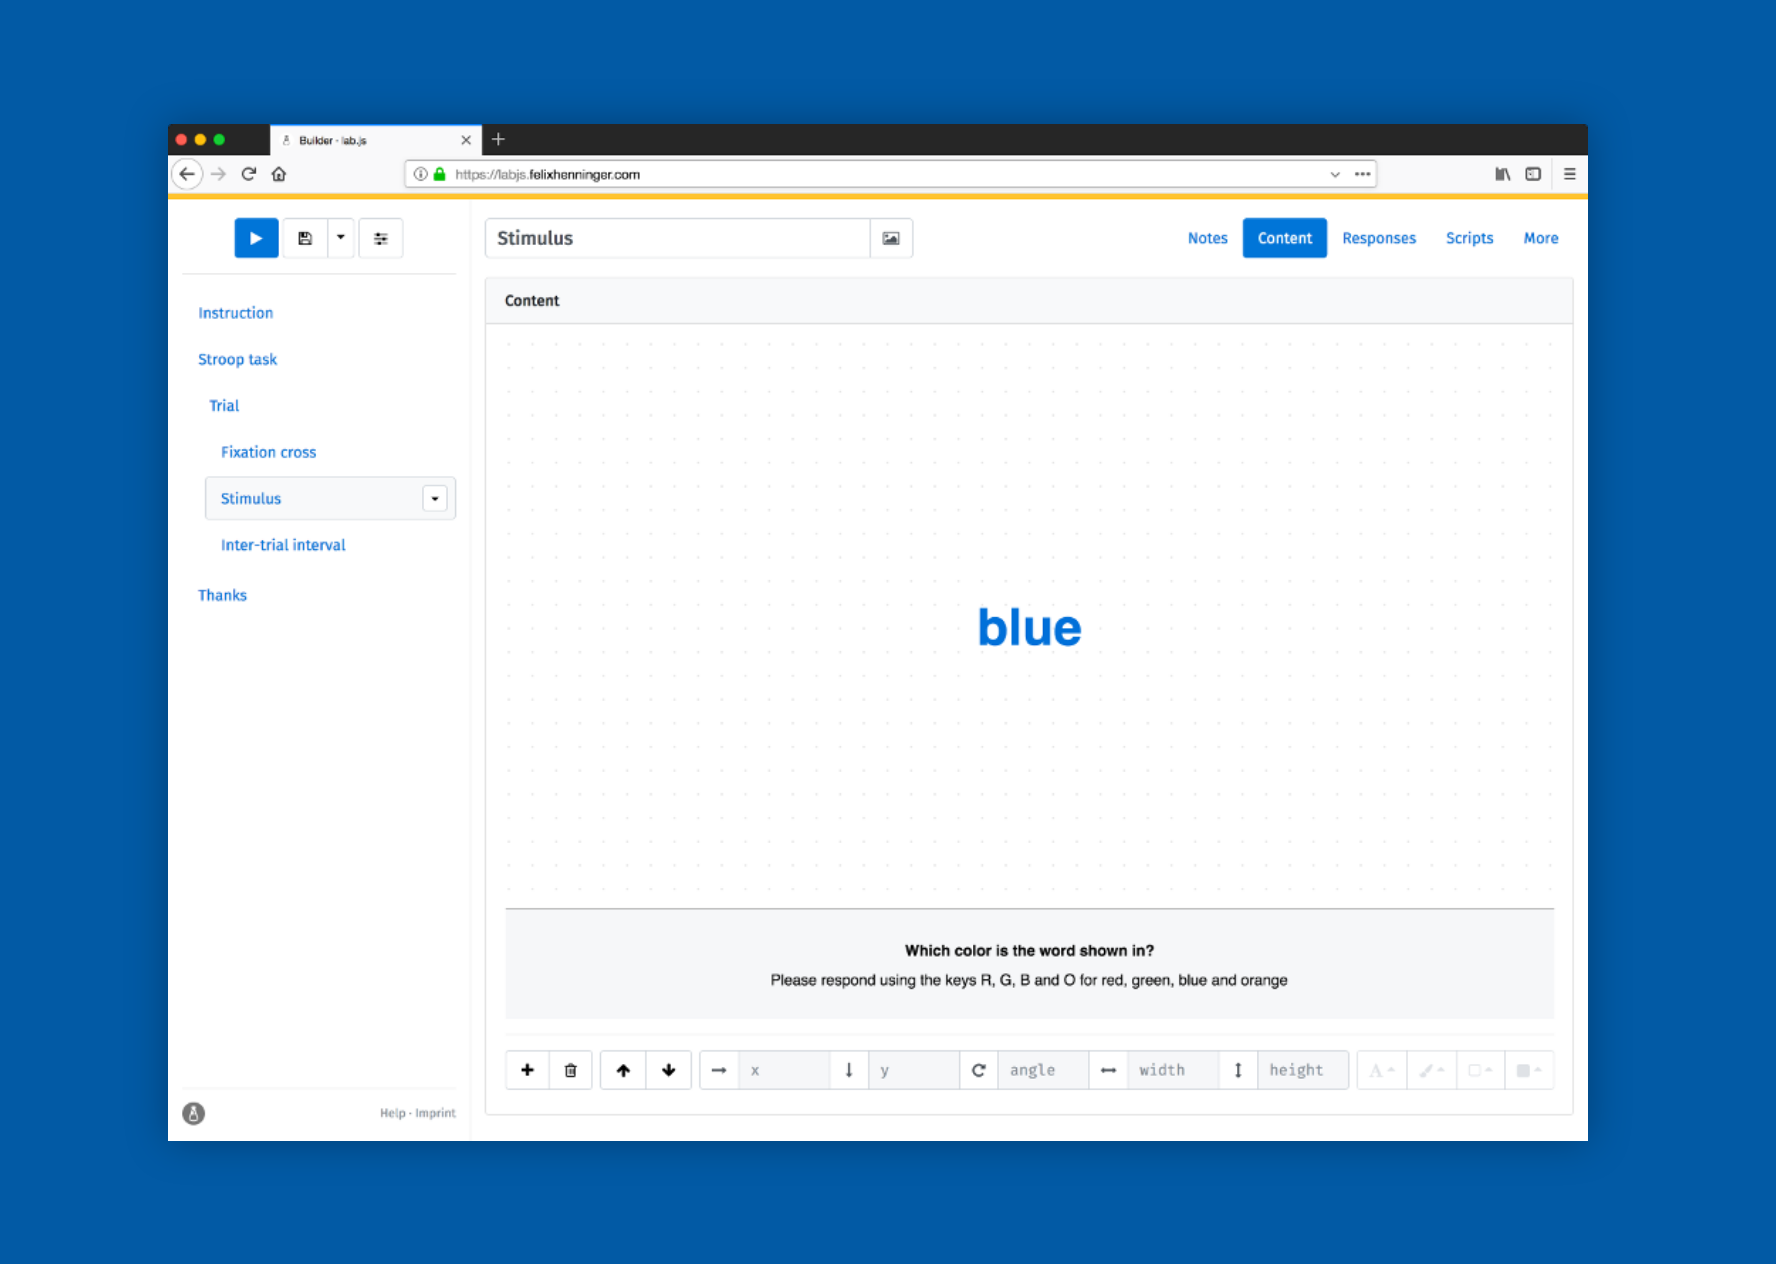 Builder - lab.js
https://labjs.felixhenninger.com
Stimulus
Notes Content Responses Scripts More
Content
Instruction
Stroop task
Trial
Fixation cross
Stimulus
Inter-trial interval
Thanks
blue
Which color is the word shown in?
Please respond using the keys R, G, B and O for red, green, blue and orange
x y angle width height A
Help · Imprint